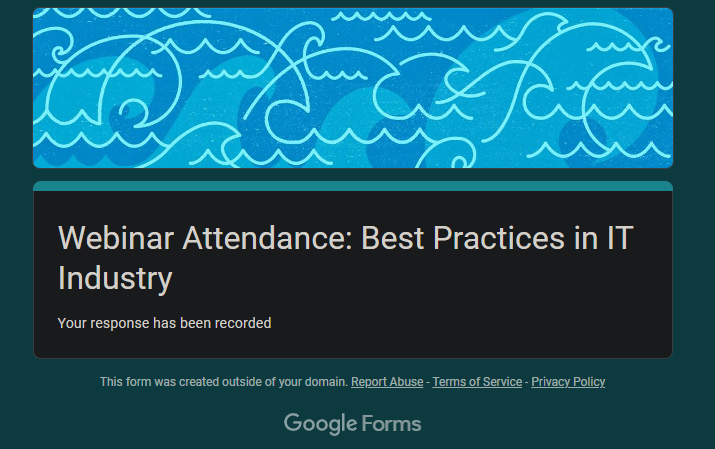 Webinar Attendance: Best Practices in IT
Industry
Your response has been recorded
This form was created outside of your domain. Report Abuse - Terms of Service - Privacy Policy
Google Forms